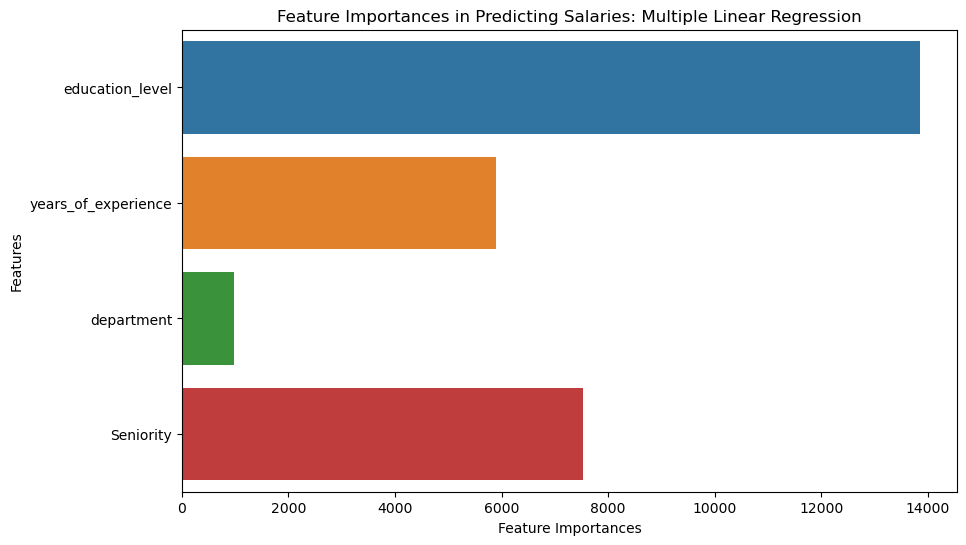 Feature Importances in Predicting Salaries: Multiple Linear Regression
Features
education_level
years_of_experience
department
Seniority
0 2000 4000 6000 8000 10000 12000 14000
Feature Importances